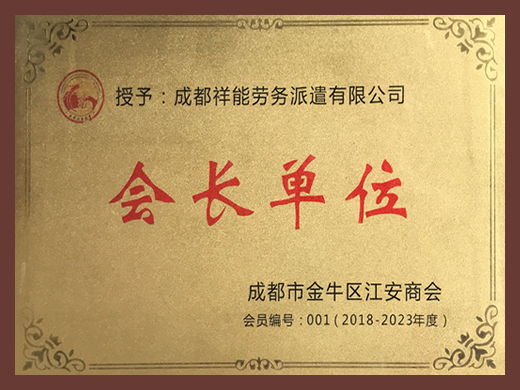 授予：成都祥能劳务派遣有限公司
会长单位
成都市金牛区江安商会
会员编号：001（2018-2023年度）